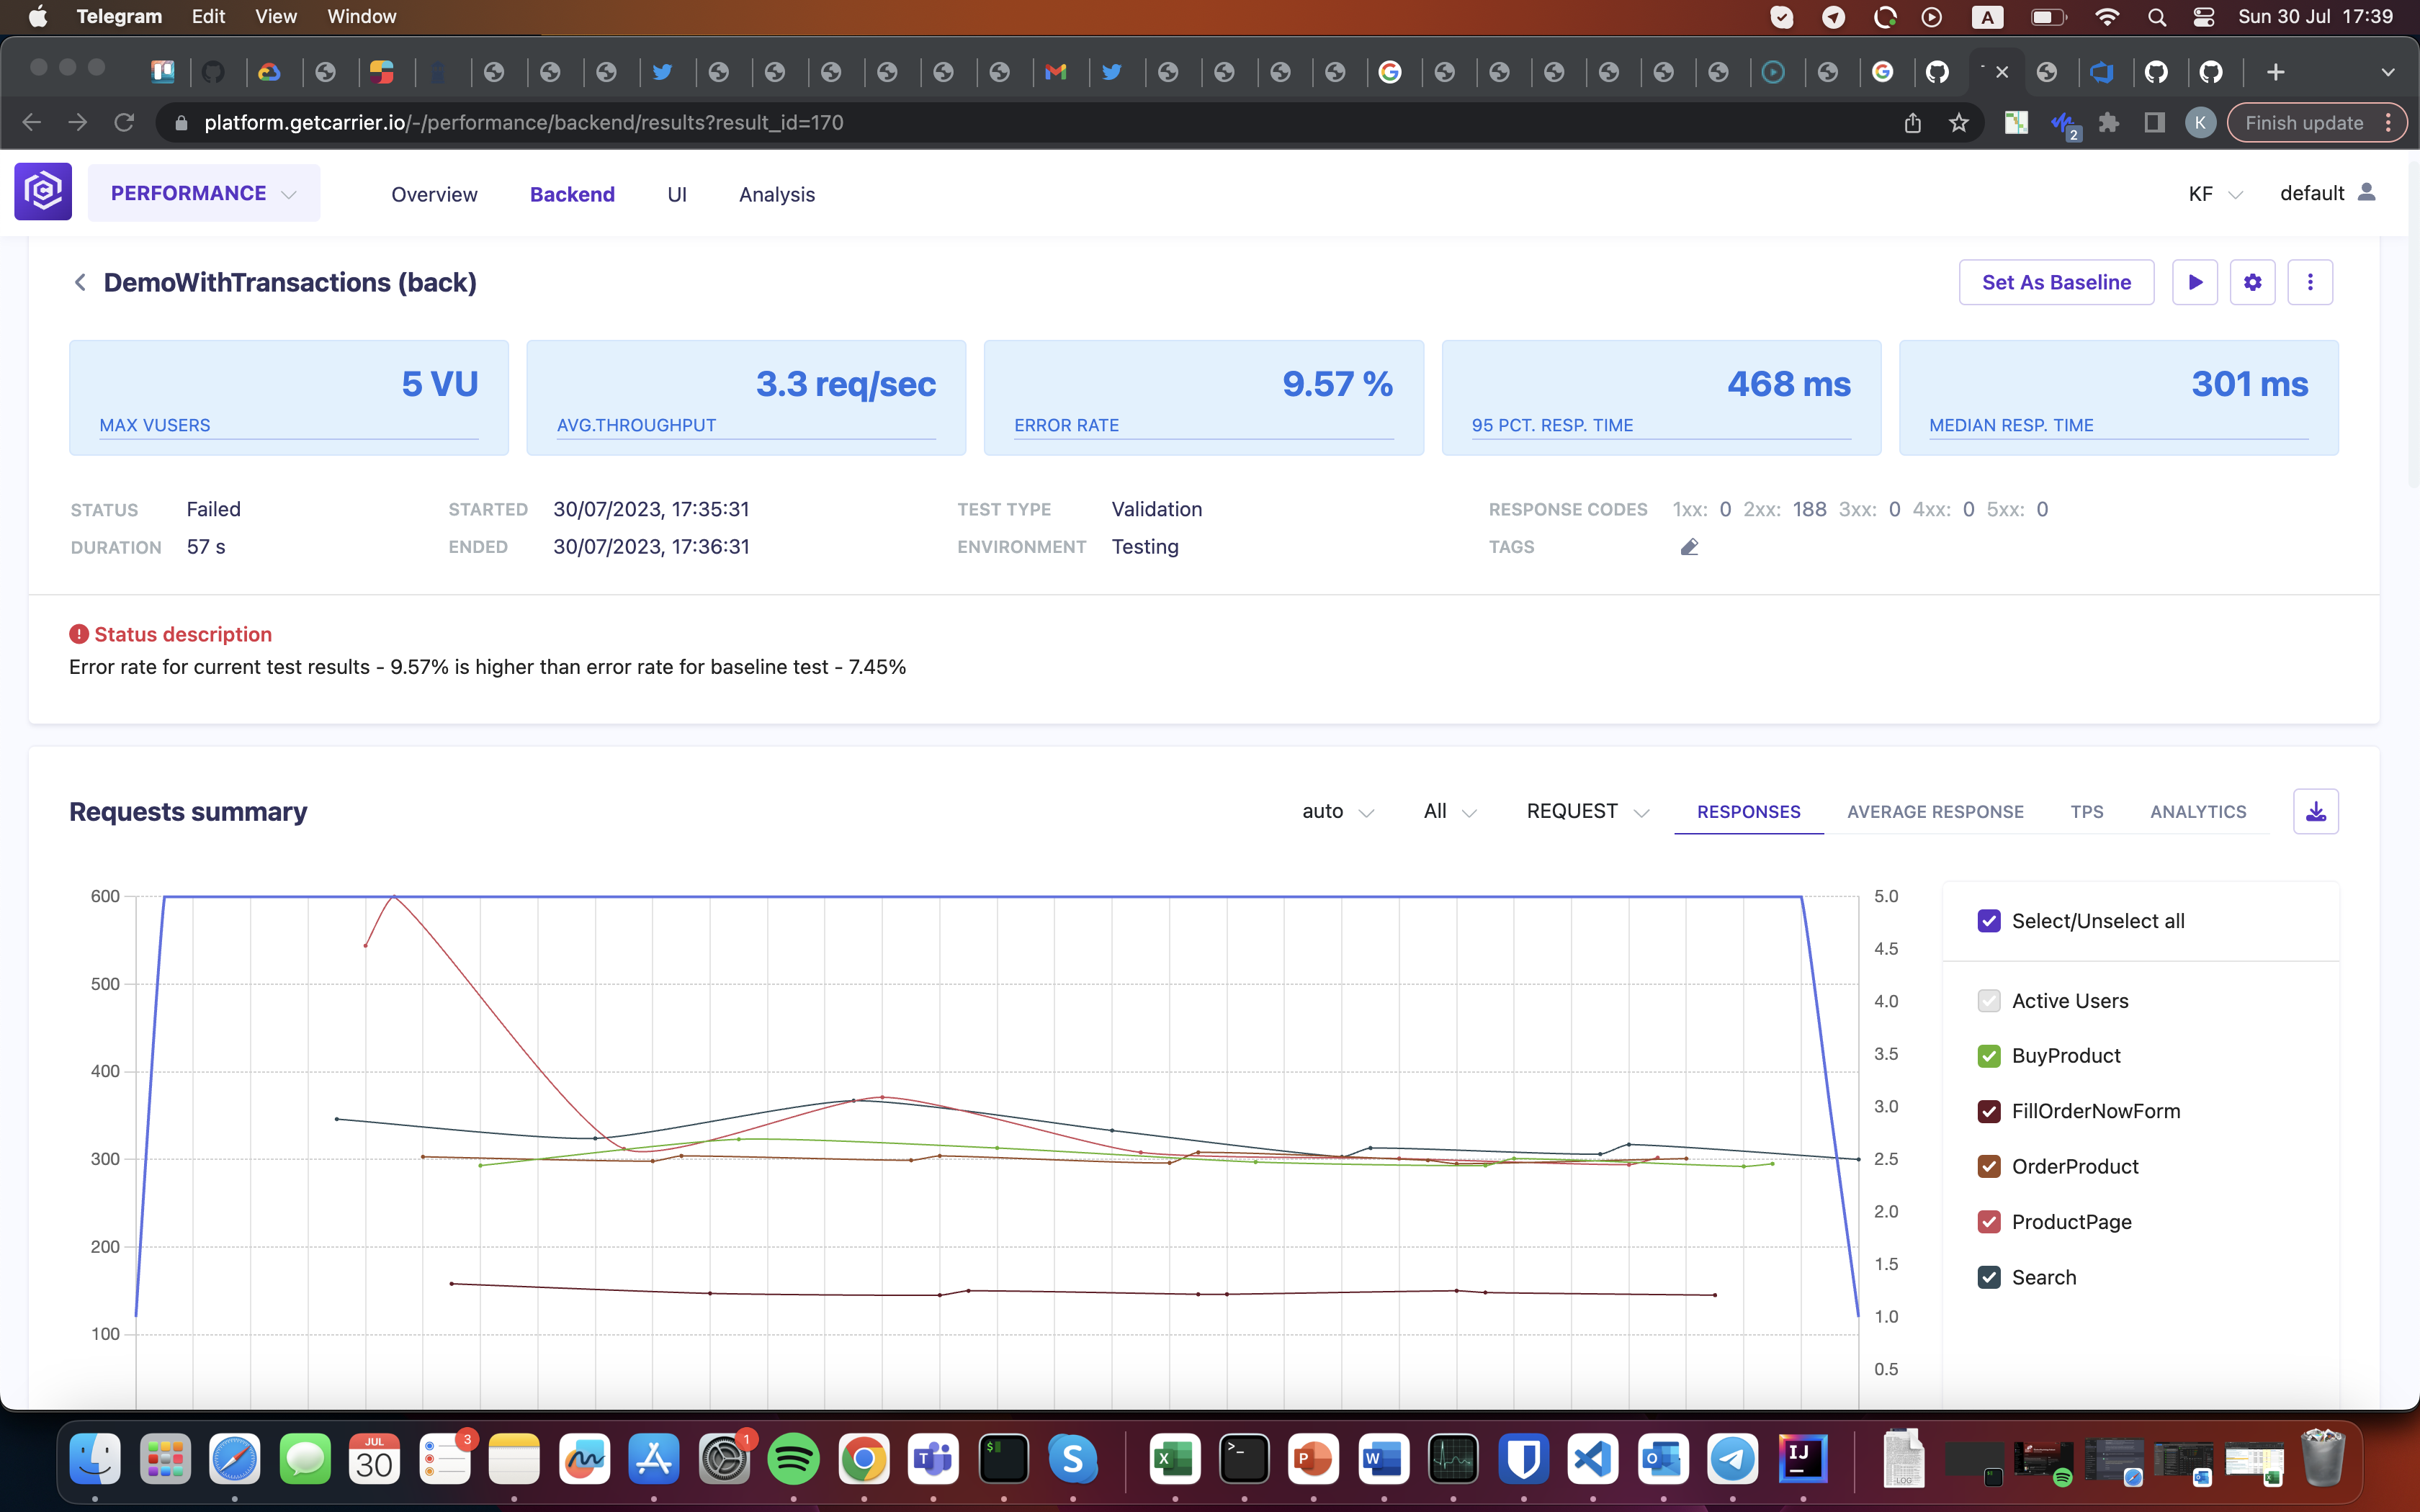 Telegram Edit View Window A Sun 30 Jul 17:39
platform.getcarrier.io/-/performance/backend/results?result_id=170 2 K Finish update
PERFORMANCE Overview Backend UI Analysis KF default
DemoWithTransactions (back) Set As Baseline
5 VU 3.3 req/sec 9.57 % 468 ms 301 ms
MAX VUSERS AVG.THROUGHPUT ERROR RATE 95 PCT. RESP. TIME MEDIAN RESP. TIME
STATUS Failed STARTED 30/07/2023, 17:35:31 TEST TYPE Validation RESPONSE CODES 1xx: 0 2xx: 188 3xx: 0 4xx: 0 5xx: 0
DURATION 57 s ENDED 30/07/2023, 17:36:31 ENVIRONMENT Testing TAGS
Status description
Error rate for current test results - 9.57% is higher than error rate for baseline test - 7.45%
Requests summary auto All REQUEST RESPONSES AVERAGE RESPONSE TPS ANALYTICS
600
500
400
300
200
100
5.0
4.5
4.0
3.5
3.0
2.5
2.0
1.5
1.0
0.5
Select/Unselect all
Active Users
BuyProduct
FillOrderNowForm
OrderProduct
ProductPage
Search
JUL
30
3
1
IJ
LOG